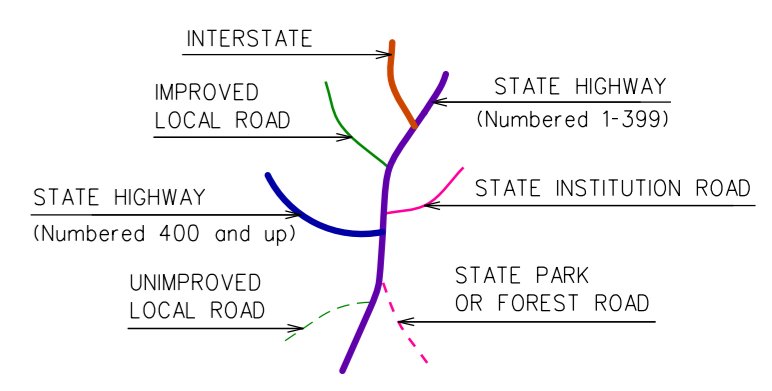 INTERSTATE
STATE HIGHWAY
(Numbered 1-399)
IMPROVED
LOCAL ROAD
STATE INSTITUTION ROAD
STATE HIGHWAY
(Numbered 400 and up)
STATE PARK
OR FOREST ROAD
UNIMPROVED
LOCAL ROAD